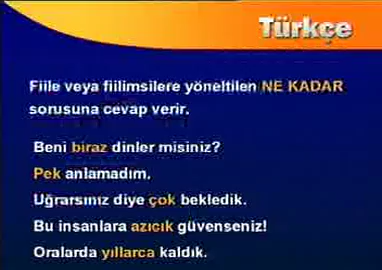 Türkçe
Fiile veya fiilimsilere yöneltilen NE KADAR
sorusuna cevap verir.
Beni biraz dinler misiniz?
Pek anlamadım.
Uğrarsınız diye çok bekledik.
Bu insanlara azıcık güvenseniz!
Oralarda yıllarca kaldık.